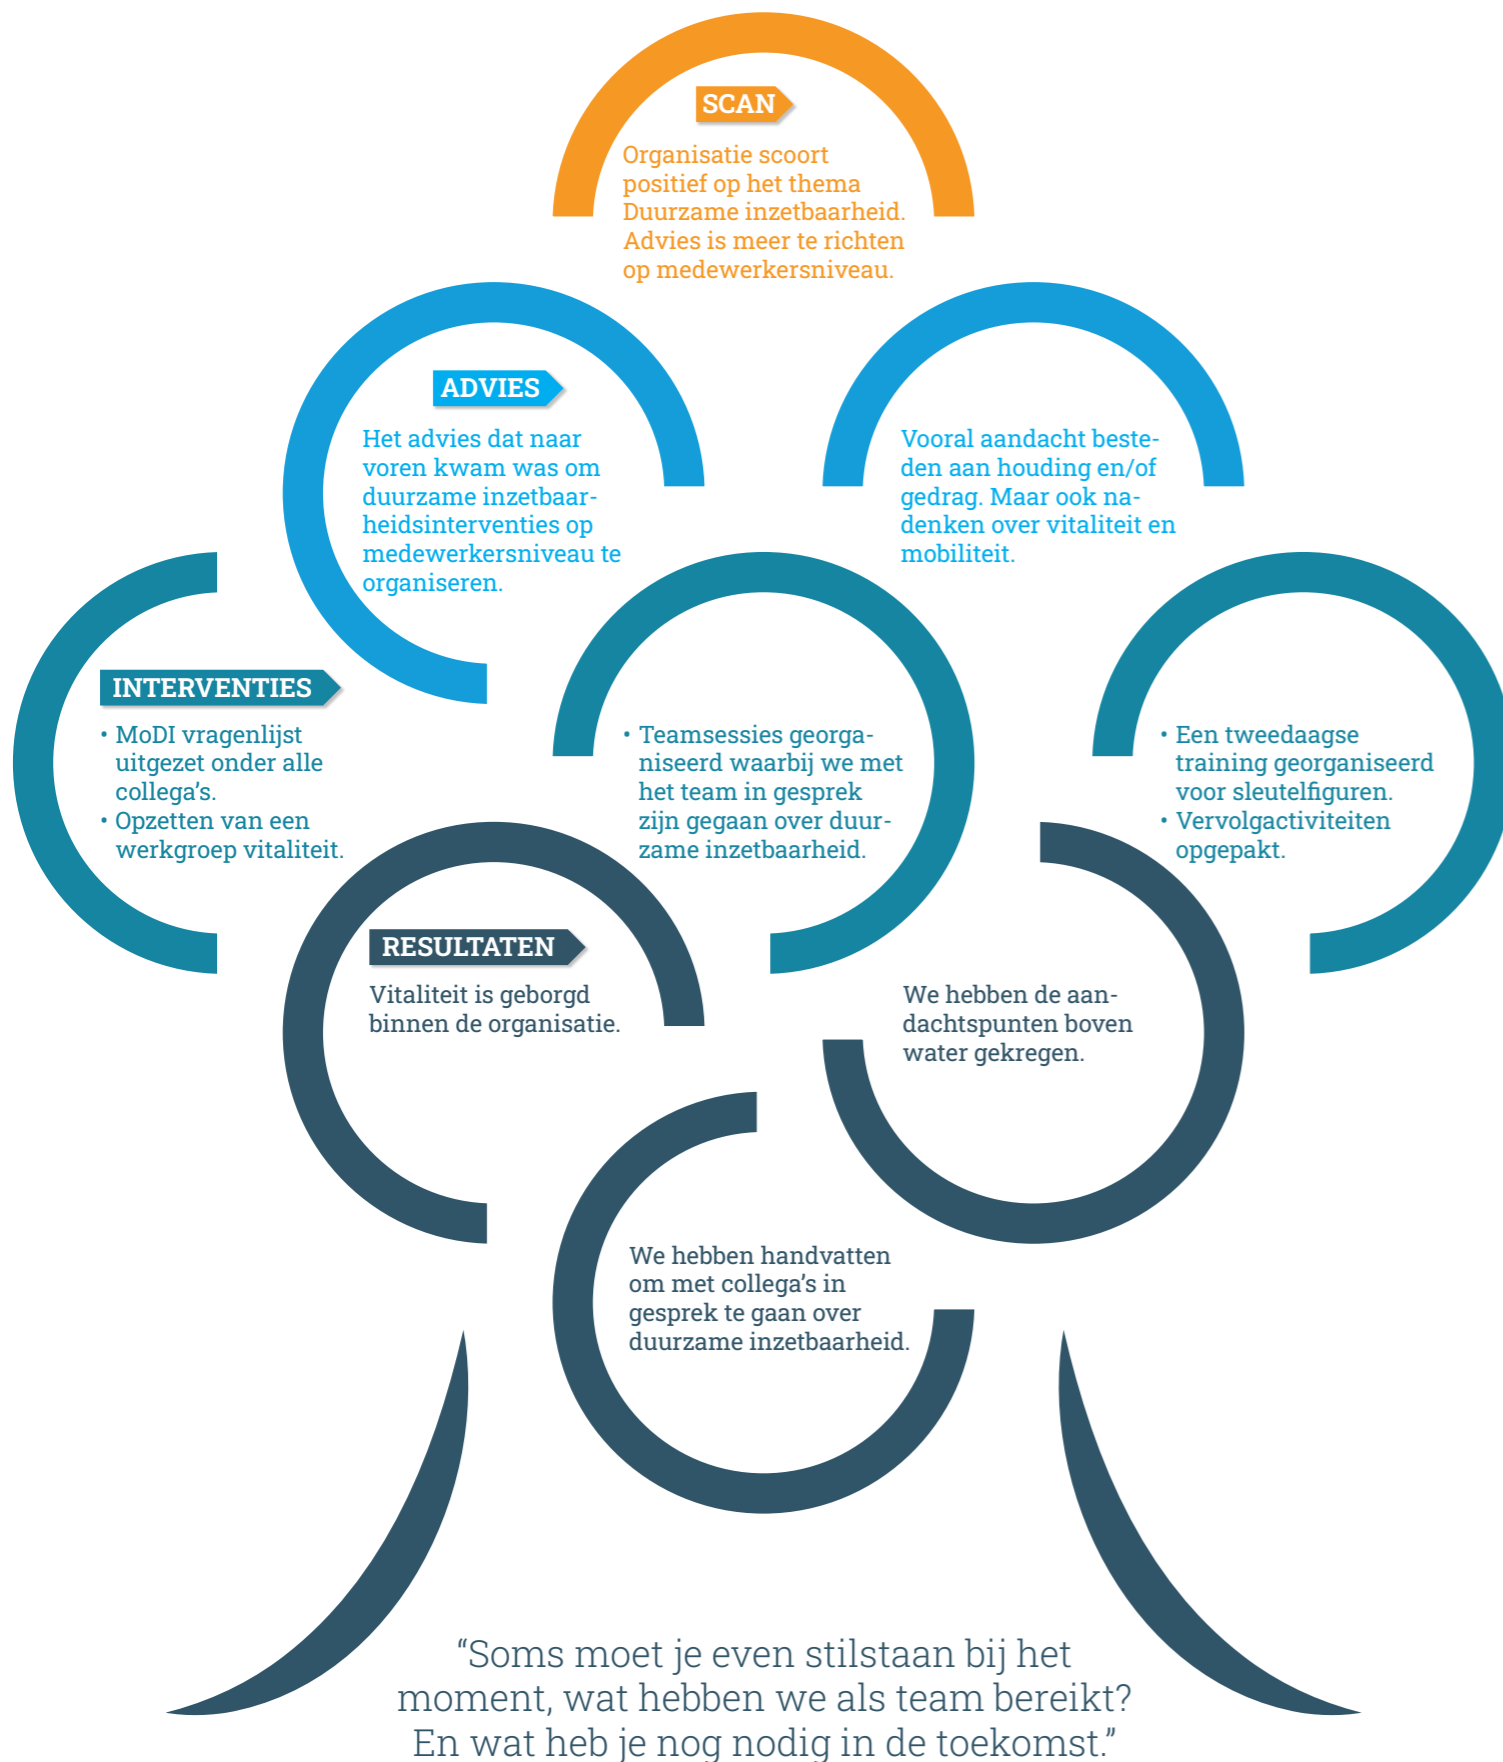 SCAN
Organisatie scoort
positief op het thema
Duurzame inzetbaarheid.
Advies is meer te richten
op medewerkersniveau.
ADVIES
Het advies dat naar
voren kwam was om
duurzame inzetbaar-
heidsinterventies op
medewerkersniveau te
organiseren.
Vooral aandacht beste-
den aan houding en/of
gedrag. Maar ook na-
denken over vitaliteit en
mobiliteit.
INTERVENTIES
• MoDI vragenlijst
uitgezet onder alle
collega's.
• Opzetten van een
werkgroep vitaliteit.
• Teamsessies georga-
niseerd waarbij we met
het team in gesprek
zijn gegaan over duur-
zame inzetbaarheid.
• Een tweedaagse
training georganiseerd
voor sleutelfiguren.
• Vervolgactiviteiten
opgepakt.
RESULTATEN
Vitaliteit is geborgd
binnen de organisatie.
We hebben de aan-
dachtspunten boven
water gekregen.
We hebben handvatten
om met collega's in
gesprek te gaan over
duurzame inzetbaarheid.
“Soms moet je even stilstaan bij het
moment, wat hebben we als team bereikt?
En wat heb je nog nodig in de toekomst.”